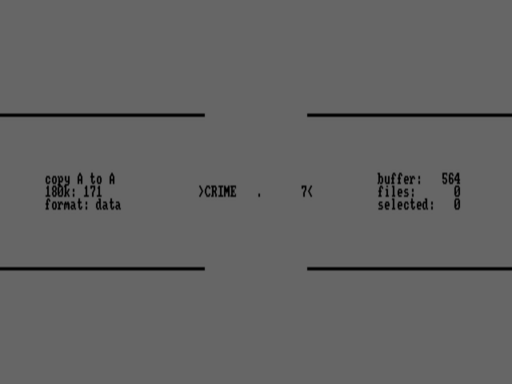 copy A to A
180k: 171
format: data
>CRIME . 7<
buffer: 564
files: 0
selected: 0